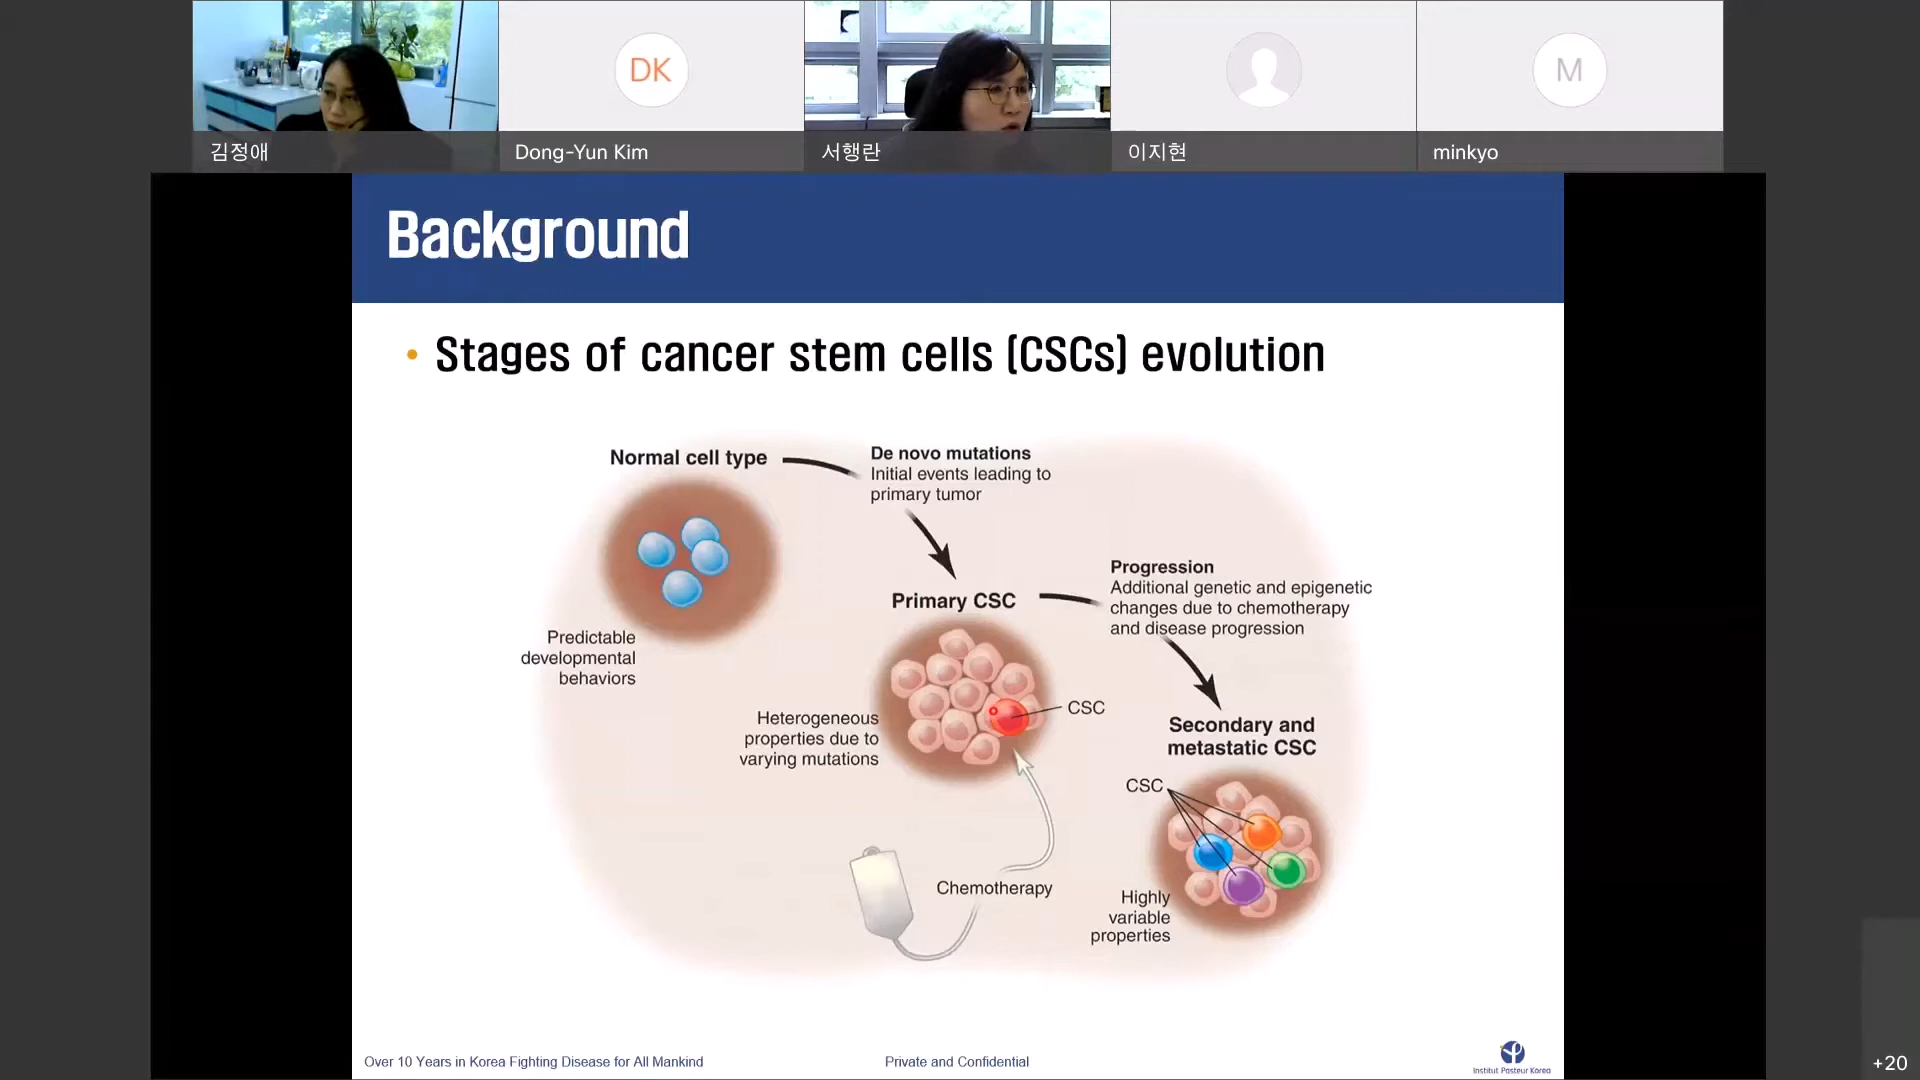 김정애
DK
Dong-Yun Kim
서행란
이지현
M
minkyo
Background
• Stages of cancer stem cells (CSCs) evolution
Normal cell type
De novo mutations
Initial events leading to
primary tumor
Predictable
developmental
behaviors
Primary CSC
Progression
Additional genetic and epigenetic
changes due to chemotherapy
and disease progression
Heterogeneous
properties due to
varying mutations
CSC
Secondary and
metastatic CSC
CSC
Chemotherapy
Highly
variable
properties
Over 10 Years in Korea Fighting Disease for All Mankind
Private and Confidential
Institut Pasteur Korea
+20